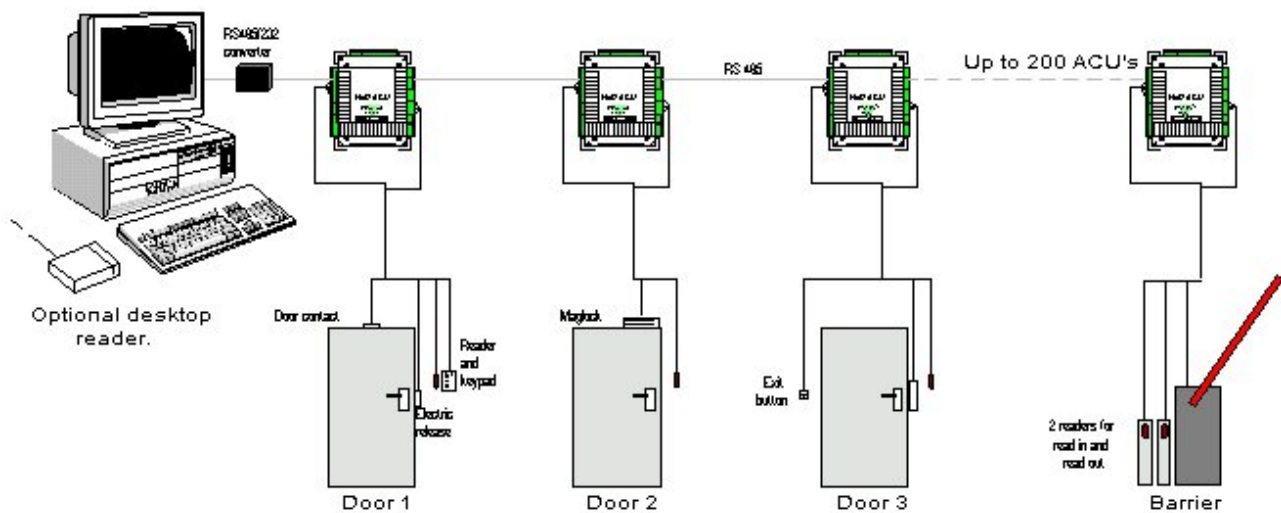 RS485/232
converter
RS 485
Up to 200 ACU's
Optional desktop
reader.
Door contact
Reader
and
keypad
Electric
release
Maglock
Exit
button
2 readers for
read in and
read out
Door 1
Door 2
Door 3
Barrier